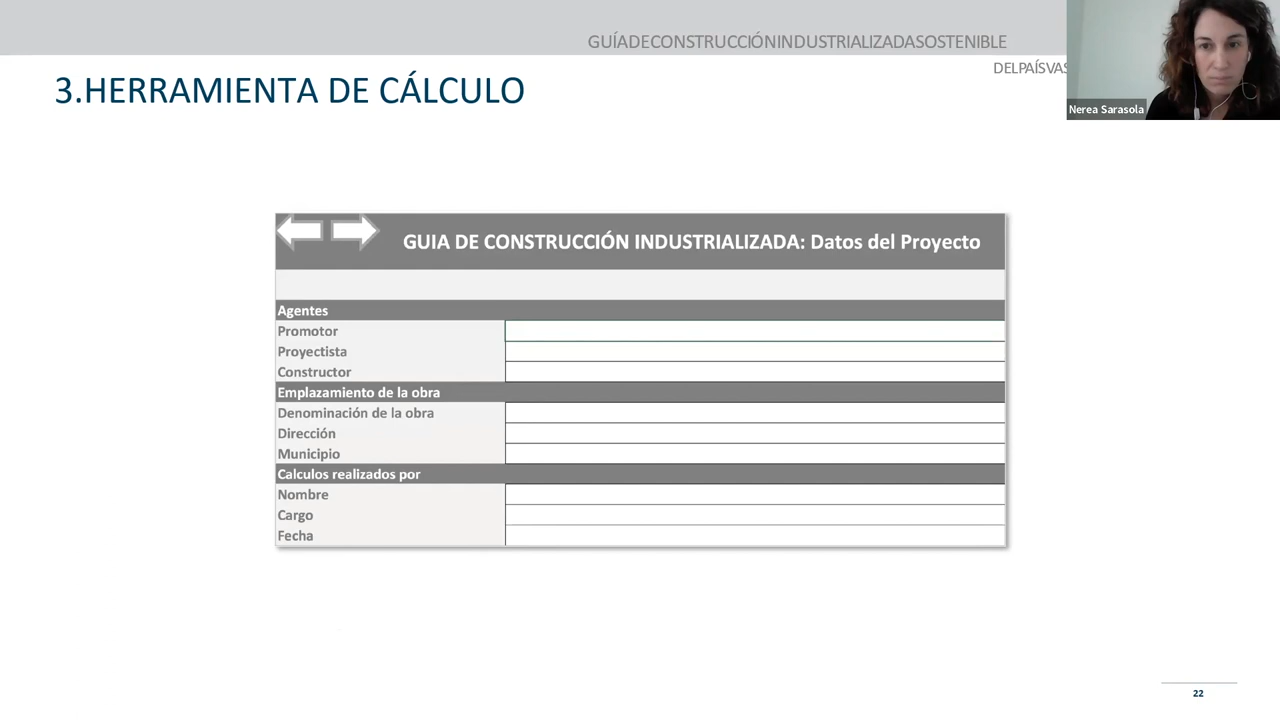 GUÍADECONSTRUCCIÓNINDUSTRIALIZADASOSTENIBLE
DELPAÍSVAS
3.HERRAMIENTA DE CÁLCULO
Nerea Sarasola
GUIA DE CONSTRUCCIÓN INDUSTRIALIZADA: Datos del Proyecto
Agentes
Promotor
Proyectista
Constructor
Emplazamiento de la obra
Denominación de la obra
Dirección
Municipio
Calculos realizados por
Nombre
Cargo
Fecha
22